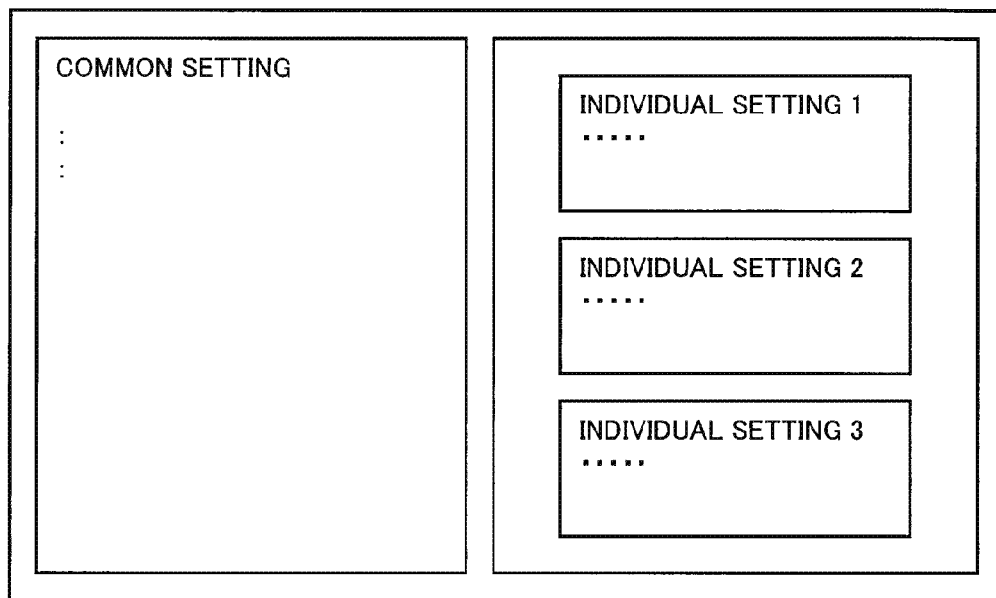 COMMON SETTING
:
:
INDIVIDUAL SETTING 1
▪▪▪▪▪
INDIVIDUAL SETTING 2
▪▪▪▪▪
INDIVIDUAL SETTING 3
▪▪▪▪▪